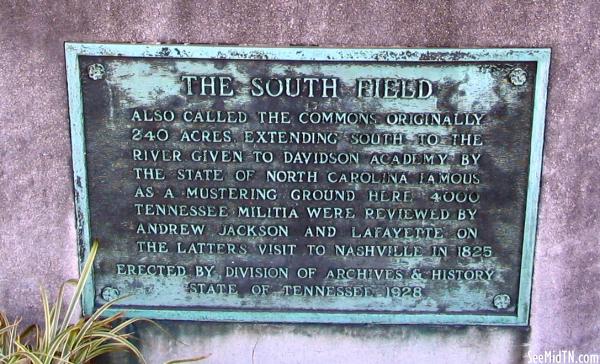 THE SOUTH FIELD
ALSO CALLED THE COMMONS ORIGINALLY
240 ACRES EXTENDING SOUTH TO THE
RIVER GIVEN TO DAVIDSON ACADEMY BY
THE STATE OF NORTH CAROLINA FAMOUS
AS A MUSTERING GROUND HERE 4000
TENNESSEE MILITIA WERE REVIEWED BY
ANDREW JACKSON AND LAFAYETTE ON
THE LATTERS VISIT TO NASHVILLE IN 1825
ERECTED BY DIVISION OF ARCHIVES & HISTORY
STATE OF TENNESSEE 1928
SeeMidTN.com